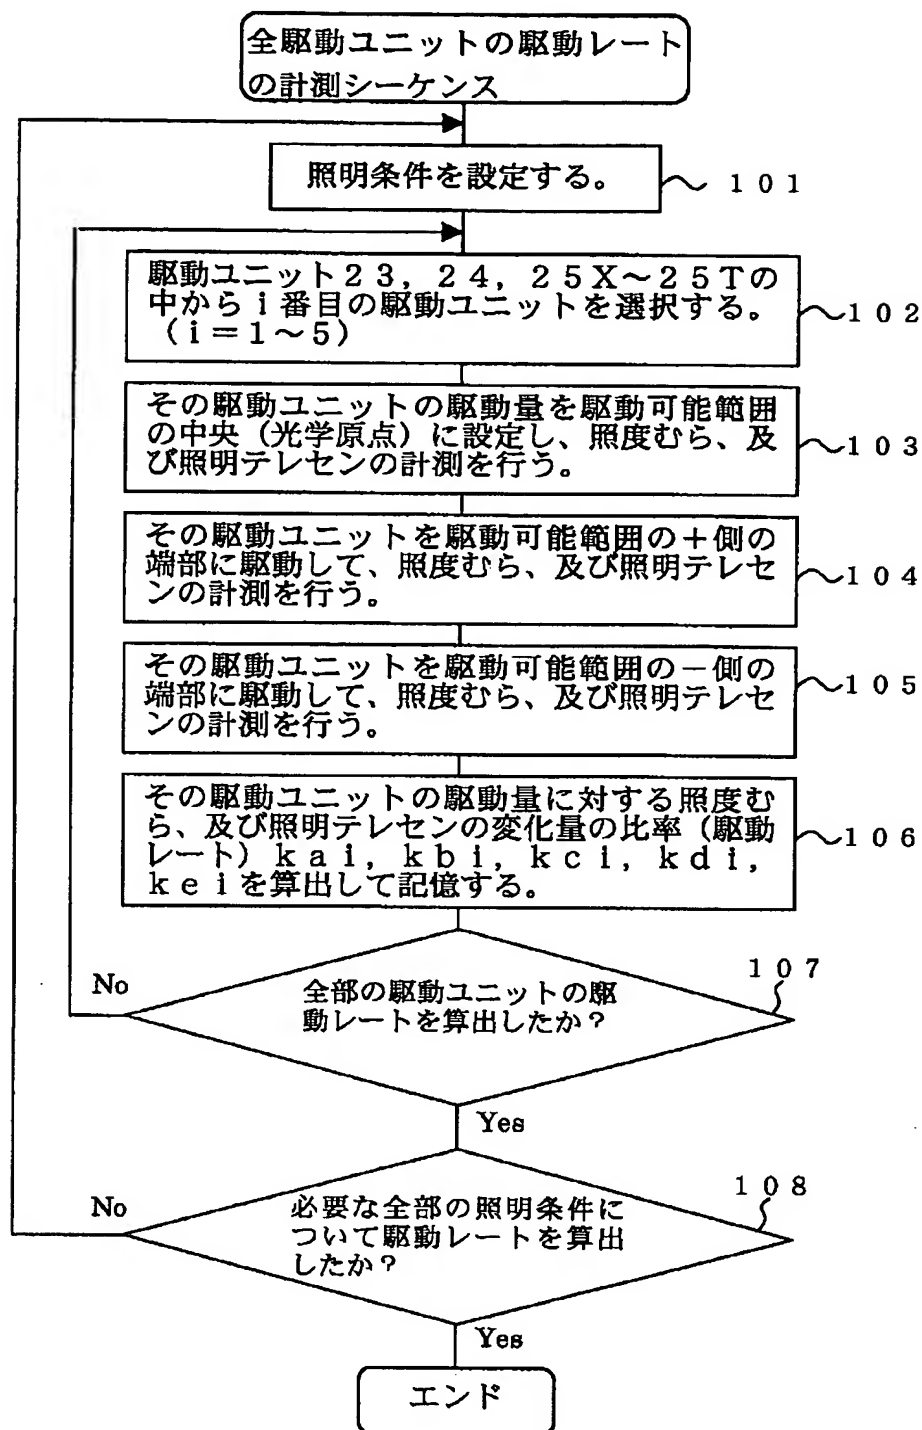 全駆動ユニットの駆動レート
の計測シーケンス
照明条件を設定する。
101
駆動ユニット23,24,25X~25Tの
中からi番目の駆動ユニットを選択する。
(i=1~5)
102
その駆動ユニットの駆動量を駆動可能範囲
の中央(光学原点)に設定し、照度むら、及
び照明テレセンの計測を行う。
103
その駆動ユニットを駆動可能範囲の+側の
端部に駆動して、照度むら、及び照明テレセ
ンの計測を行う。
104
その駆動ユニットを駆動可能範囲の-側の
端部に駆動して、照度むら、及び照明テレセ
ンの計測を行う。
105
その駆動ユニットの駆動量に対する照度む
ら、及び照明テレセンの変化量の比率(駆動
レート)kai,kbi,kci,kdi,
keiを算出して記憶する。
106
No
全部の駆動ユニットの駆
動レートを算出したか?
107
Yes
No
必要な全部の照明条件に
ついて駆動レートを算出
したか?
108
Yes
エンド